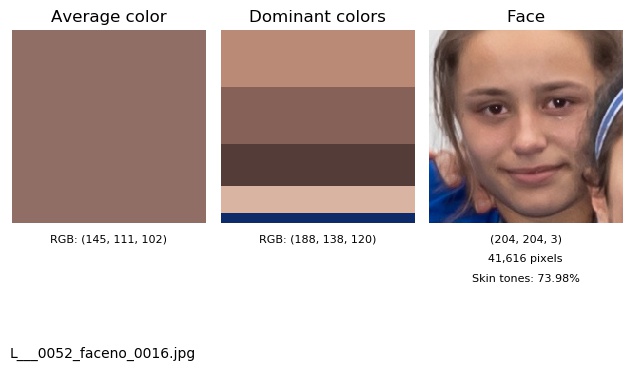 Average color
Dominant colors
Face
RGB: (145, 111, 102)
RGB: (188, 138, 120)
(204, 204, 3)
41,616 pixels
Skin tones: 73.98%
L___0052_faceno_0016.jpg